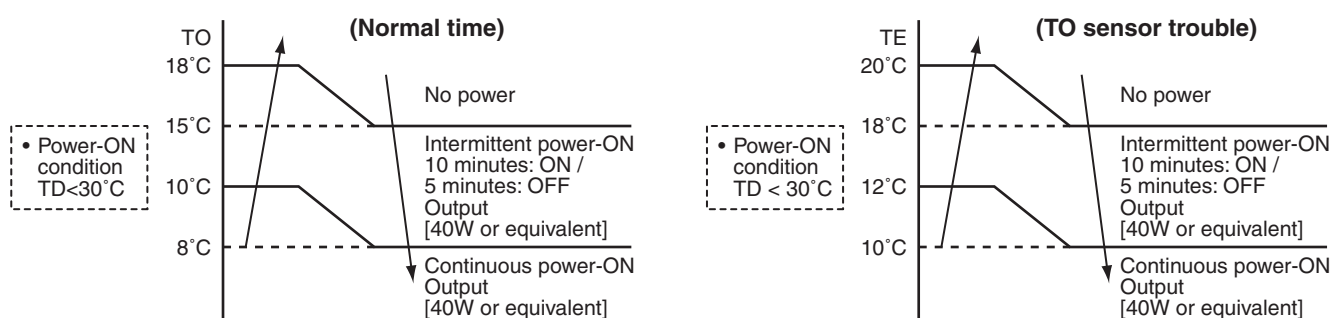 (Normal time)
TO
18˚C
15˚C
10˚C
8˚C
• Power-ON
condition
TD<30˚C
No power
Intermittent power-ON
10 minutes: ON /
5 minutes: OFF
Output
[40W or equivalent]
Continuous power-ON
Output
[40W or equivalent]
(TO sensor trouble)
TE
20˚C
18˚C
12˚C
10˚C
• Power-ON
condition
TD < 30˚C
No power
Intermittent power-ON
10 minutes: ON /
5 minutes: OFF
Output
[40W or equivalent]
Continuous power-ON
Output
[40W or equivalent]